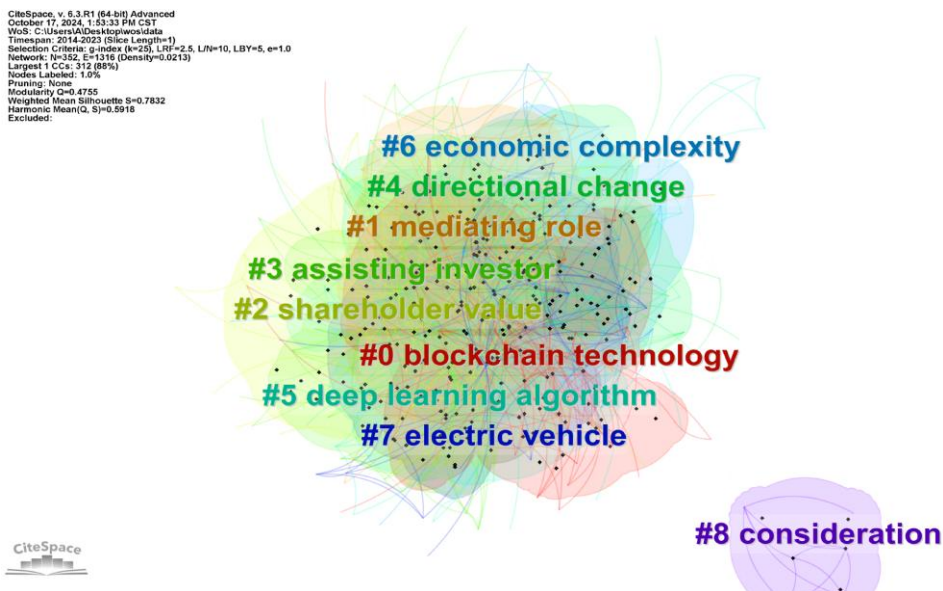 CiteSpace, v. 6.3.R1 (64-bit) Advanced
October 17, 2024, 1:53:33 PM CST
WoS: C:\Users\A\Desktop\wos\data
Timespan: 2014-2023 (Slice Length=1)
Selection Criteria: g-index (k=25), LRF=2.5, L/N=10, LBY=5, e=1.0
Network: N=352, E=1316 (Density=0.0213)
Largest 1 CCs: 312 (88%)
Nodes Labeled: 1.0%
Pruning: None
Modularity Q=0.4755
Weighted Mean Silhouette S=0.7832
Harmonic Mean(Q, S)=0.5918
Excluded:
#6 economic complexity
#4 directional change
#1 mediating role
#3 assisting investor
#2 shareholder value
#0 blockchain technology
#5 deep learning algorithm
#7 electric vehicle
#8 consideration
CiteSpace